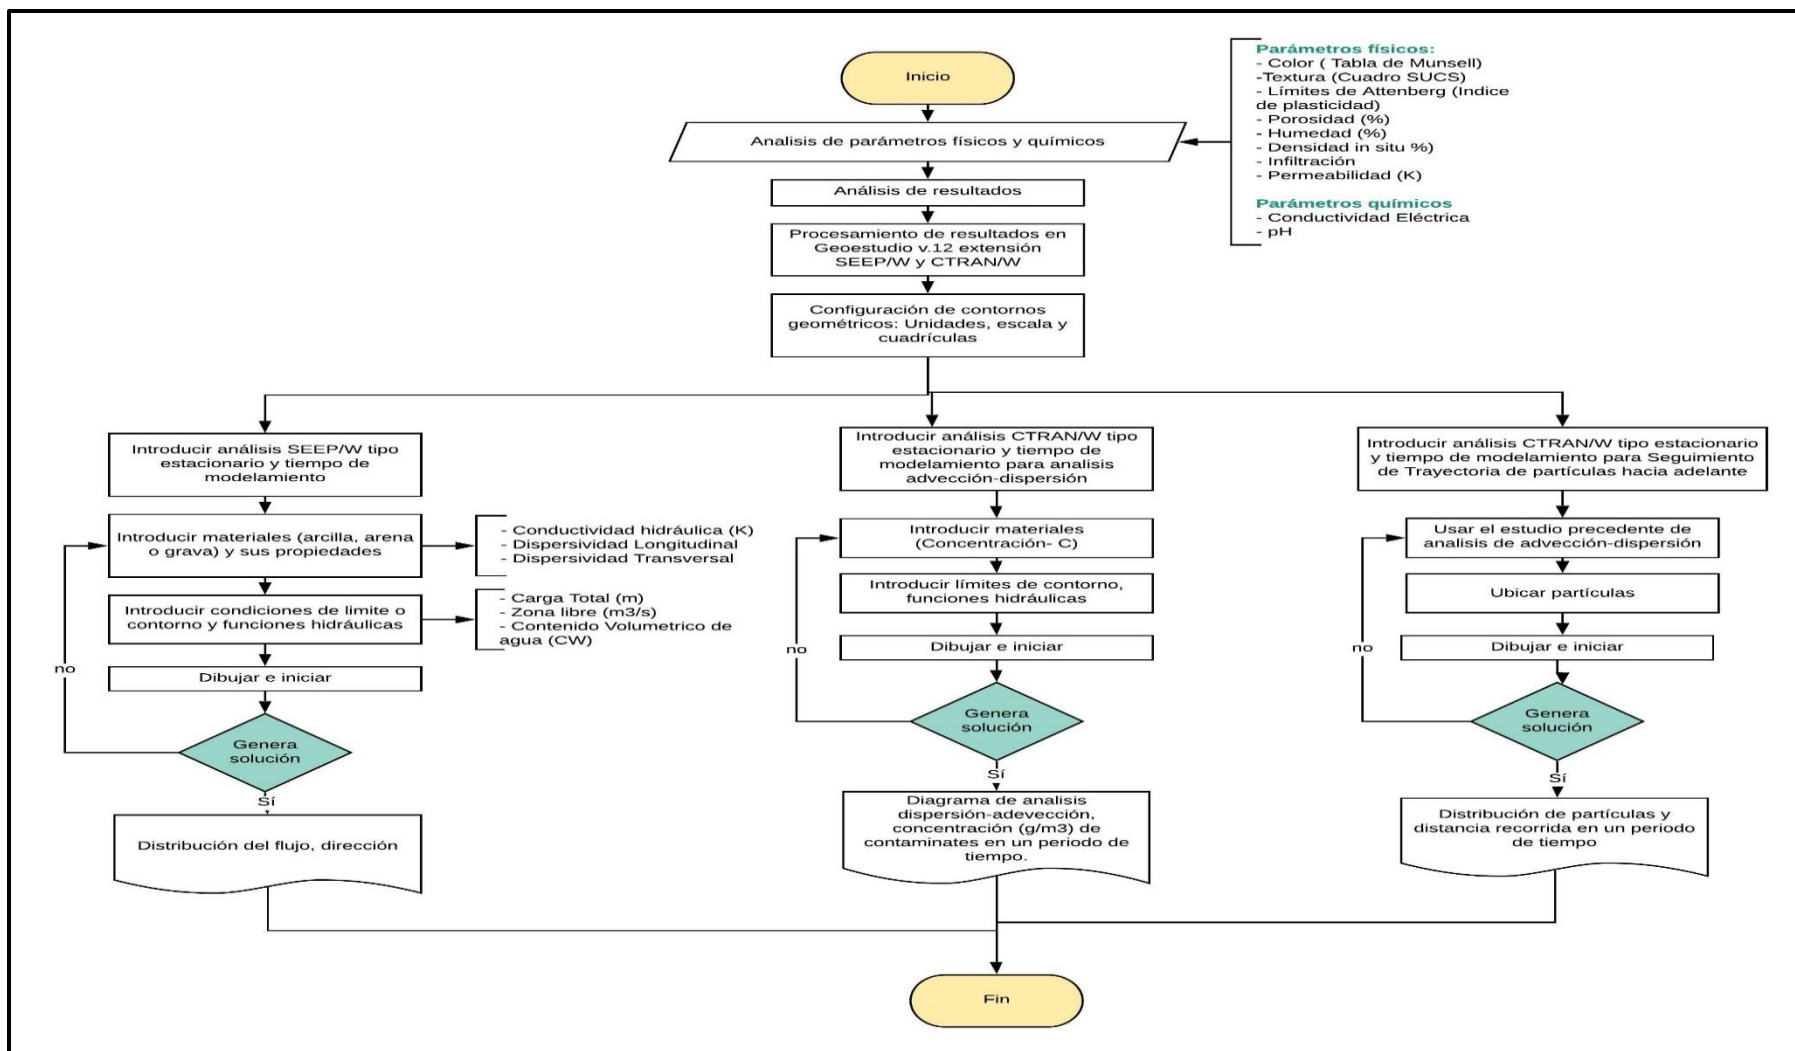 Inicio
Analisis de parámetros físicos y químicos
Parámetros físicos:
- Color ( Tabla de Munsell)
-Textura (Cuadro SUCS)
- Límites de Attenberg (Indice
de plasticidad)
- Porosidad (%)
- Humedad (%)
- Densidad in situ %)
- Infiltración
- Permeabilidad (K)
Parámetros químicos
- Conductividad Eléctrica
- pH
Análisis de resultados
Procesamiento de resultados en
Geoestudio v.12 extensión
SEEP/W y CTRAN/W
Configuración de contornos
geométricos: Unidades, escala y
cuadrículas
Introducir análisis SEEP/W tipo
estacionario y tiempo de
modelamiento
Introducir materiales (arcilla, arena
o grava) y sus propiedades
- Conductividad hidráulica (K)
- Dispersividad Longitudinal
- Dispersividad Transversal
Introducir condiciones de limite o
contorno y funciones hidráulicas
- Carga Total (m)
- Zona libre (m3/s)
- Contenido Volumetrico de
agua (CW)
no
Dibujar e iniciar
Genera
solución
Sí
Distribución del flujo, dirección
Introducir análisis CTRAN/W tipo
estacionario y tiempo de
modelamiento para analisis
advección-dispersión
Introducir materiales
(Concentración- C)
Introducir límites de contorno,
funciones hidráulicas
no
Dibujar e iniciar
Genera
solución
Sí
Diagrama de analisis
dispersión-adevección,
concentración (g/m3) de
contaminates en un periodo de
tiempo.
Introducir análisis CTRAN/W tipo estacionario
y tiempo de modelamiento para Seguimiento
de Trayectoria de partículas hacia adelante
Usar el estudio precedente de
analisis de advección-dispersión
Ubicar partículas
no
Dibujar e iniciar
Genera
solución
Sí
Distribución de partículas y
distancia recorrida en un periodo
de tiempo
Fin